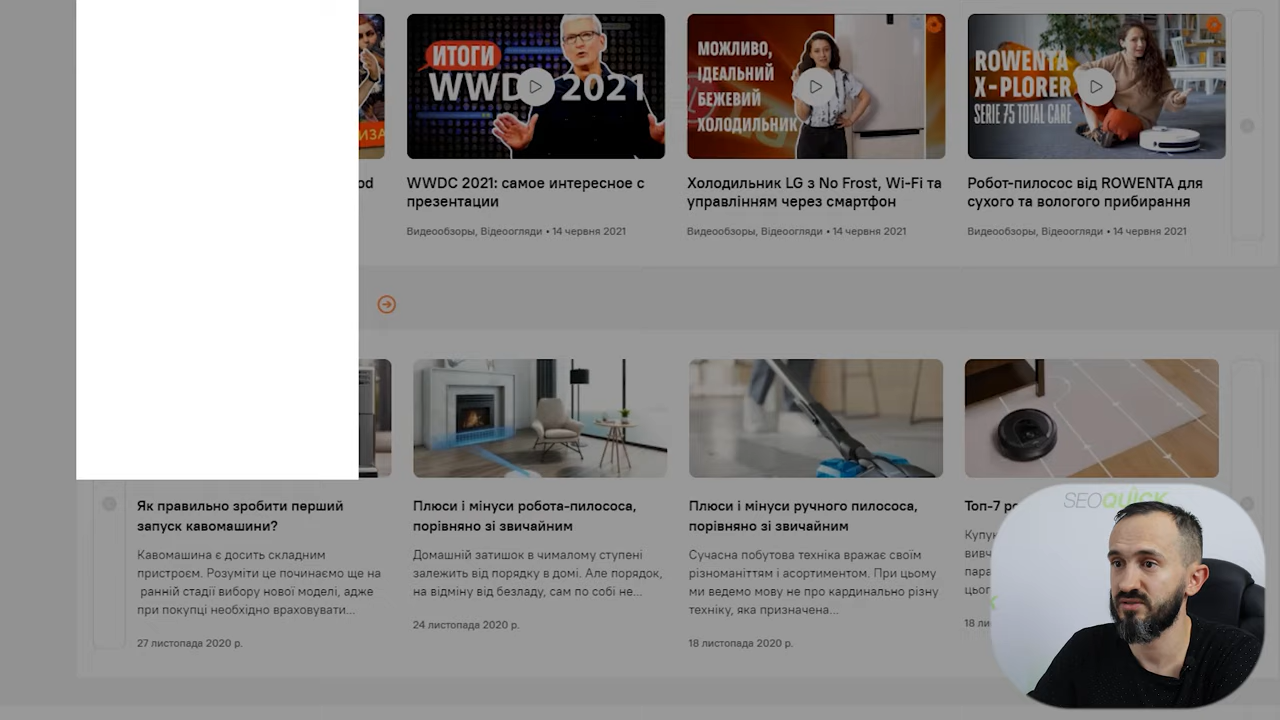 ИТОГИ
WWDC 2021
МОЖЛИВО,
ІДЕАЛЬНИЙ
БЕЖЕВИЙ
ХОЛОДИЛЬНИК
ROWENTA
X-PLORER
SERIE 75 TOTAL CARE
od
WWDC 2021: самое интересное с
презентации
Видеообзоры, Відеоогляди • 14 червня 2021
Холодильник LG з No Frost, Wi-Fi та
управлінням через смартфон
Видеообзоры, Відеоогляди • 14 червня 2021
Робот-пилосос від ROWENTA для
сухого та вологого прибирання
Видеообзоры, Відеоогляди • 14 червня 2021
Як правильно зробити перший
запуск кавомашини?
Кавомашина є досить складним
пристроєм. Розуміти це починаємо ще на
ранній стадії вибору нової моделі, адже
при покупці необхідно враховувати...
27 листопада 2020 р.
Плюси і мінуси робота-пилососа,
порівняно зі звичайним
Домашній затишок в чималому ступені
залежить від порядку в домі. Але порядок,
на відміну від безладу, сам по собі не...
24 листопада 2020 р.
Плюси і мінуси ручного пилососа,
порівняно зі звичайним
Сучасна побутова техніка вражає своїм
різноманіттям і асортиментом. При цьому
ми ведемо мову не про кардинально різну
техніку, яка призначена...
18 листопада 2020 р.
Топ-7
SEOQUICK